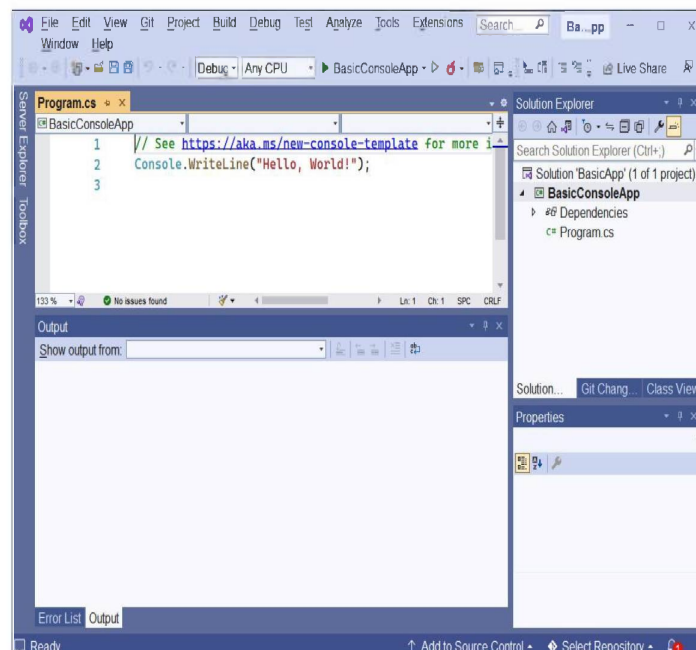 File Edit View Git Project Build Debug Test Analyze Tools Extensions Search... Ba...pp
Window Help
Debug Any CPU BasicConsoleApp Live Share
Server Explorer
Toolbox
Program.cs
BasicConsoleApp
1 // See https://aka.ms/new-console-template for more i
2 Console.WriteLine("Hello, World!");
3
133 % No issues found Ln: 1 Ch: 1 SPC CRLF
Output
Show output from:
Error List Output
Solution Explorer
Search Solution Explorer (Ctrl+;)
Solution 'BasicApp' (1 of 1 project)
BasicConsoleApp
Dependencies
C# Program.cs
Solution... Git Chang... Class View
Properties
Ready Add to Source Control Select Repository 1